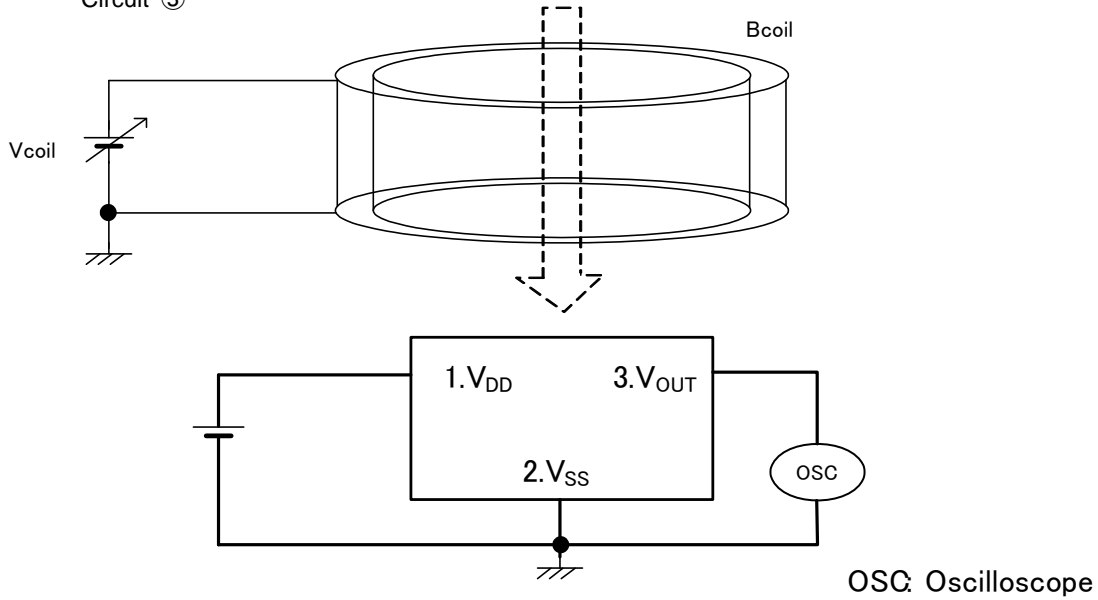 Circuit ③
Bcoil
Vcoil
1.VDD
3.VOUT
2.VSS
OSC
OSC: Oscilloscope